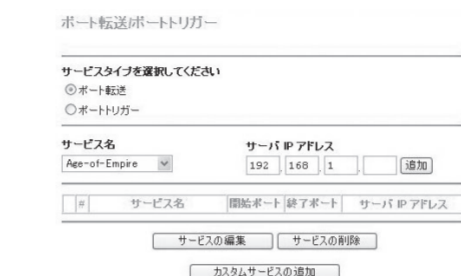 ポート転送/ポートトリガー
サービスタイプを選択してください
ポート転送
ポートトリガー
サービス名 サーバ IP アドレス
Age-of-Empire 192 . 168 . 1 . 追加
# サービス名 開始ポート 終了ポート サーバ IP アドレス
サービスの編集 サービスの削除
カスタムサービスの追加